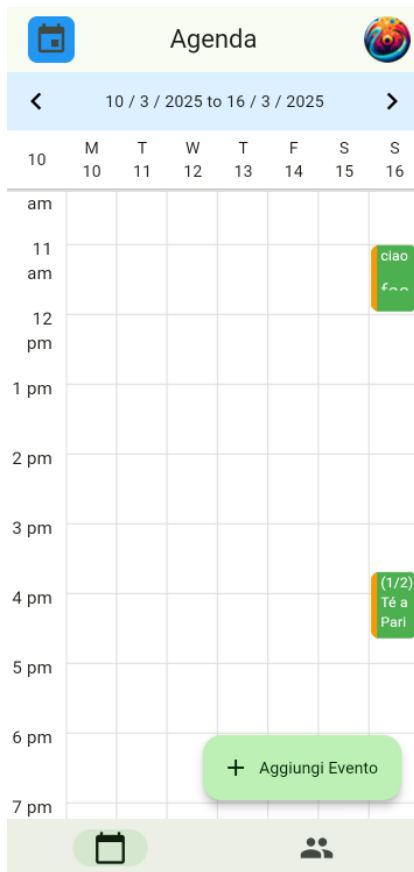 Agenda
10 / 3 / 2025 to 16 / 3 / 2025
M T W T F S S
10 10 11 12 13 14 15 16
am
11 am
ciao
12 pm
1 pm
2 pm
3 pm
(1/2)
4 pm
Té a
Pari
5 pm
6 pm
+ Aggiungi Evento
7 pm